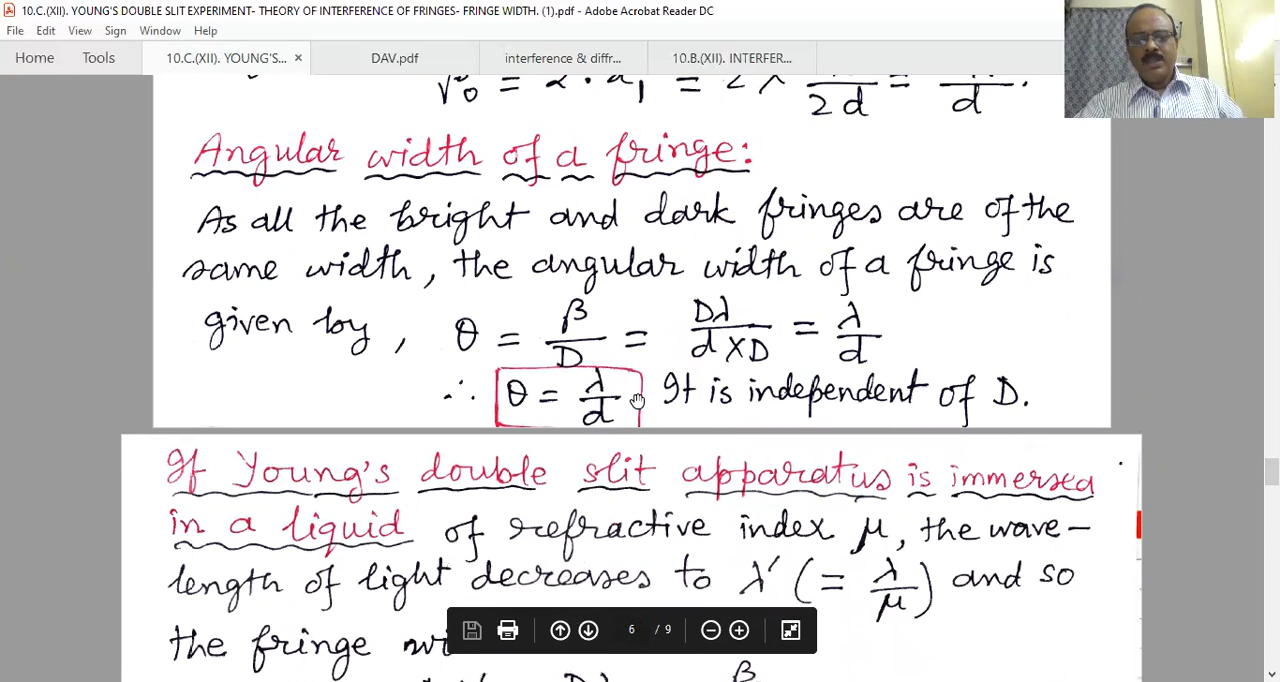 10.C.(XII). YOUNG'S DOUBLE SLIT EXPERIMENT- THEORY OF INTERFERENCE OF FRINGES- FRINGE WIDTH. (1).pdf - Adobe Acrobat Reader DC
File Edit View Sign Window Help
Home Tools 10.C.(XII). YOUNG'S... × DAV.pdf interference & diffr... 10.B.(XII). INTERFER...
2d = d .
Angular width of a fringe:
As all the bright and dark fringes are of the
same width, the angular width of a fringe is
given by, θ = β/D = Dλ/d×D = λ/d
∴ θ = λ/d It is independent of D.
If Young's double slit apparatus is immersed
in a liquid of refractive index μ, the wave-
length of light decreases to λ' (= λ/μ) and so
the fringe
6 / 9